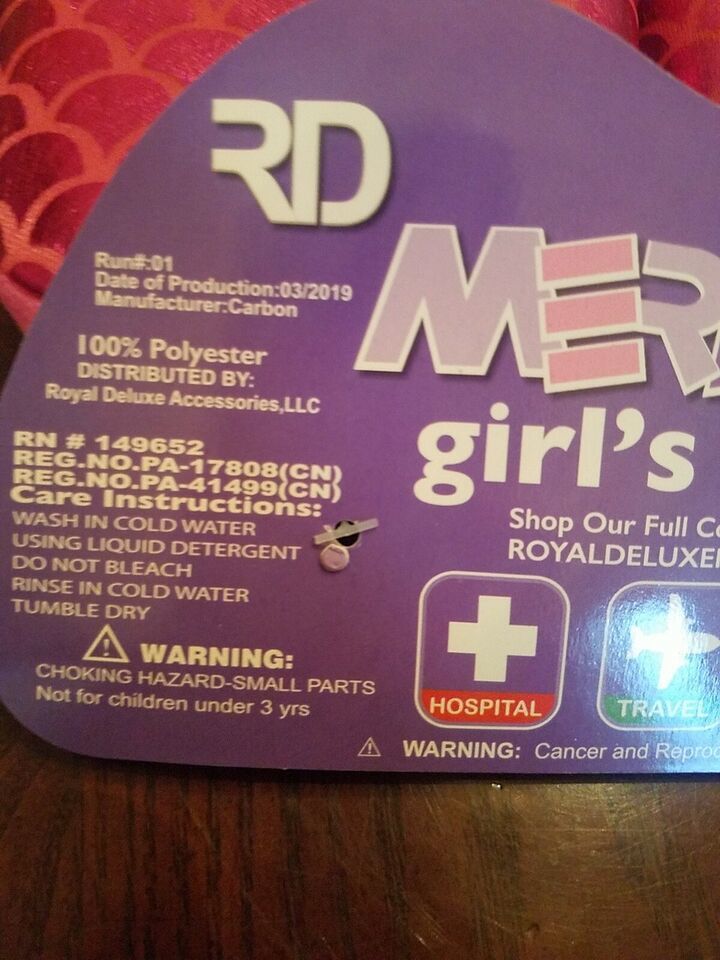 RD
Run#:01
Date of Production:03/2019
Manufacturer:Carbon
100% Polyester
DISTRIBUTED BY:
Royal Deluxe Accessories,LLC
RN # 149652
REG.NO.PA-17808(CN)
REG.NO.PA-41499(CN)
Care Instructions:
WASH IN COLD WATER
USING LIQUID DETERGENT
DO NOT BLEACH
RINSE IN COLD WATER
TUMBLE DRY
WARNING:
CHOKING HAZARD-SMALL PARTS
Not for children under 3 yrs
MER
girl's
Shop Our Full
ROYALDELUXE
HOSPITAL
TRAVEL
WARNING: Cancer and